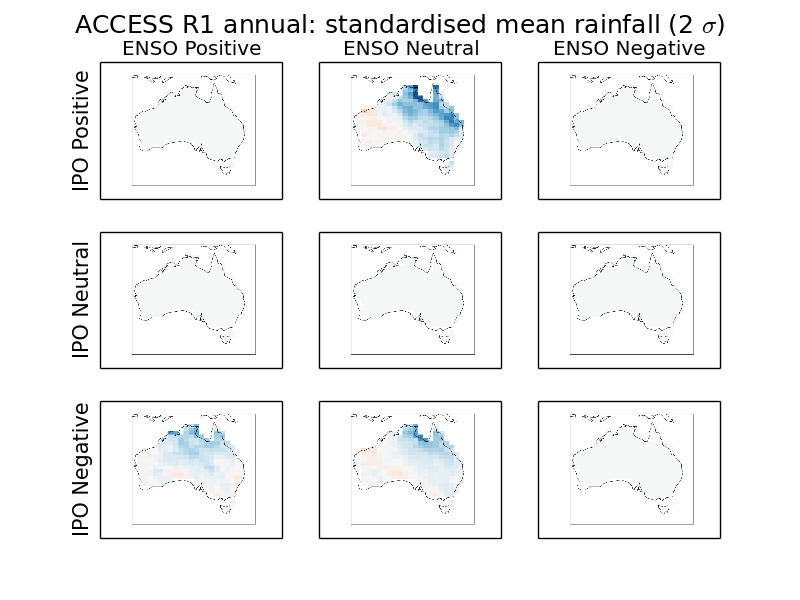 ACCESS R1 annual: standardised mean rainfall (2 σ)
ENSO Positive ENSO Neutral ENSO Negative
IPO Positive
IPO Neutral
IPO Negative